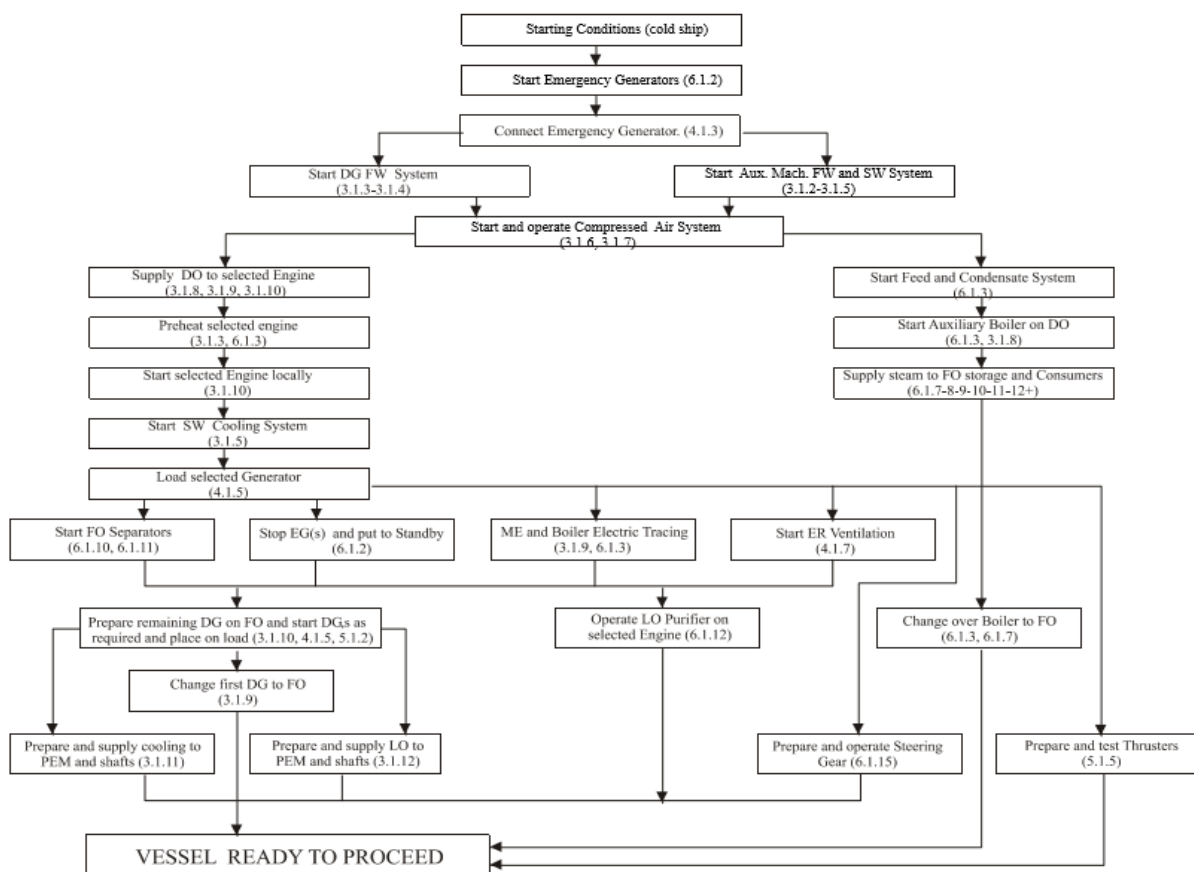 Starting Conditions (cold ship)
Start Emergency Generators (6.1.2)
Connect Emergency Generator. (4.1.3)
Start DG FW System
(3.1.3-3.1.4)
Start Aux. Mach. FW and SW System
(3.1.2-3.1.5)
Start and operate Compressed Air System
(3.1.6, 3.1.7)
Supply DO to selected Engine
(3.1.8, 3.1.9, 3.1.10)
Start Feed and Condensate System
(6.1.3)
Preheat selected engine
(3.1.3, 6.1.3)
Start Auxiliary Boiler on DO
(6.1.3, 3.1.8)
Start selected Engine locally
(3.1.10)
Supply steam to FO storage and Consumers
(6.1.7-8-9-10-11-12+)
Start SW Cooling System
(3.1.5)
Load selected Generator
(4.1.5)
Start FO Separators
(6.1.10, 6.1.11)
Stop EG(s) and put to Standby
(6.1.2)
ME and Boiler Electric Tracing
(3.1.9, 6.1.3)
Start ER Ventilation
(4.1.7)
Prepare remaining DG on FO and start DG,s as
required and place on load (3.1.10, 4.1.5, 5.1.2)
Operate LO Purifier on
selected Engine (6.1.12)
Change over Boiler to FO
(6.1.3, 6.1.7)
Change first DG to FO
(3.1.9)
Prepare and supply cooling to
PEM and shafts (3.1.11)
Prepare and supply LO to
PEM and shafts (3.1.12)
Prepare and operate Steering
Gear (6.1.15)
Prepare and test Thrusters
(5.1.5)
VESSEL READY TO PROCEED